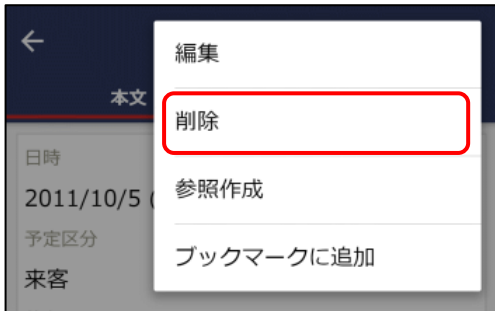 ←
編集
本文
削除
日時
2011/10/5 (
参照作成
予定区分
ブックマークに追加
来客